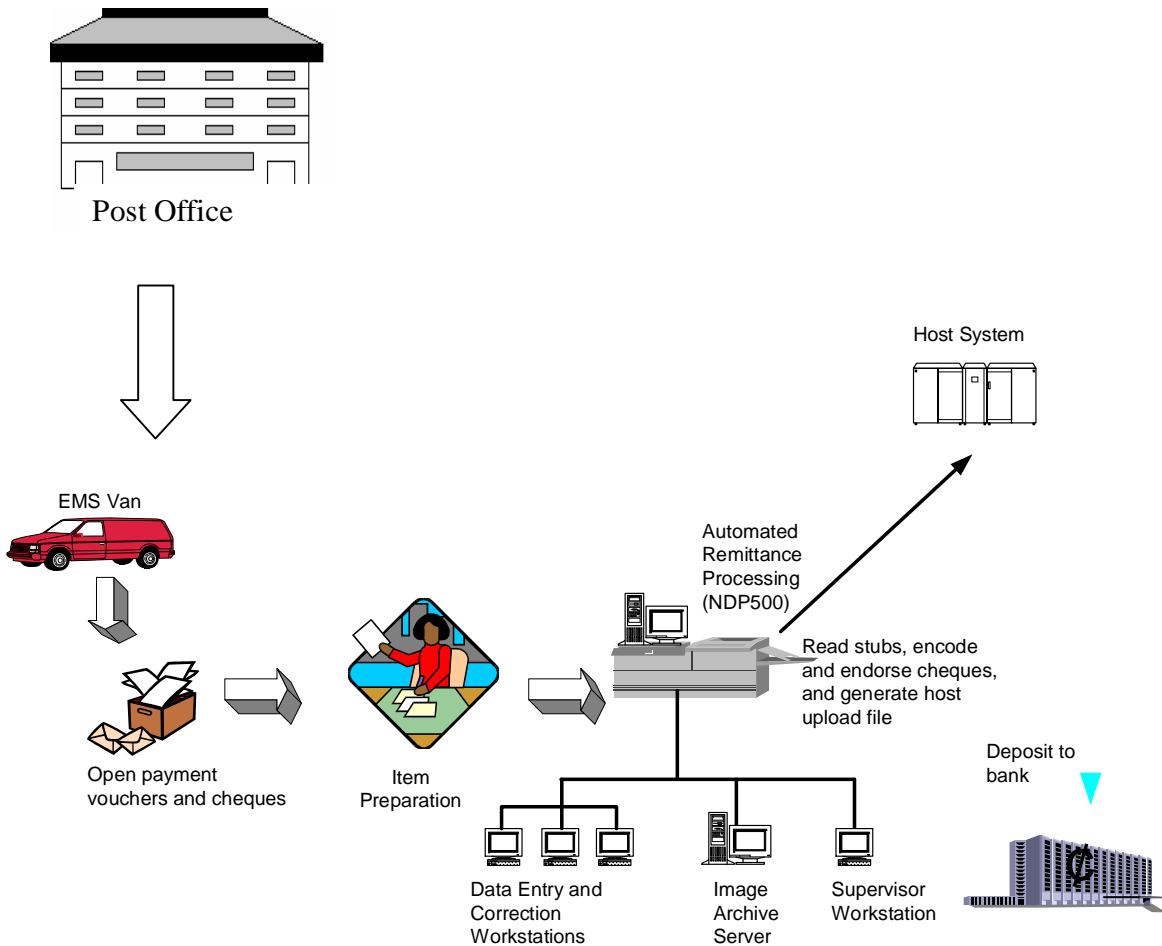 Post Office
Host System
EMS Van
Automated
Remittance
Processing
(NDP500)
Read stubs, encode
and endorse cheques,
and generate host
upload file
Open payment
vouchers and cheques
Item
Preparation
Deposit to
bank
₵
Data Entry and
Correction
Workstations
Image
Archive
Server
Supervisor
Workstation